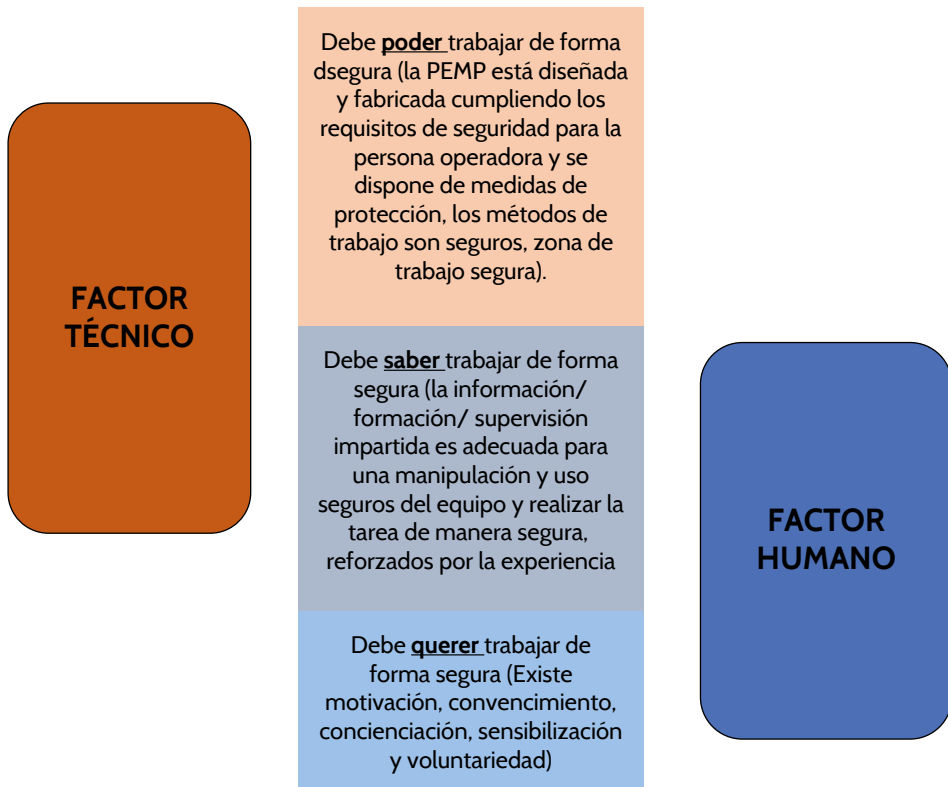 FACTOR
TÉCNICO
Debe poder trabajar de forma
dsegura (la PEMP está diseñada
y fabricada cumpliendo los
requisitos de seguridad para la
persona operadora y se
dispone de medidas de
protección, los métodos de
trabajo son seguros, zona de
trabajo segura).
Debe saber trabajar de forma
segura (la información/
formación/ supervisión
impartida es adecuada para
una manipulación y uso
seguros del equipo y realizar la
tarea de manera segura,
reforzados por la experiencia
Debe querer trabajar de
forma segura (Existe
motivación, convencimiento,
concienciación, sensibilización
y voluntariedad)
FACTOR
HUMANO